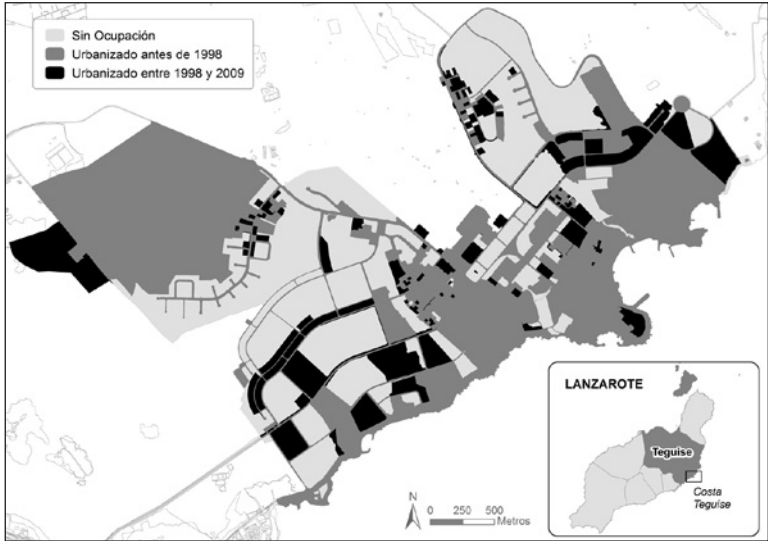 Sin Ocupación
Urbanizado antes de 1998
Urbanizado entre 1998 y 2009
LANZAROTE
Teguise
Costa
Teguise
N
0 250 500
Metros